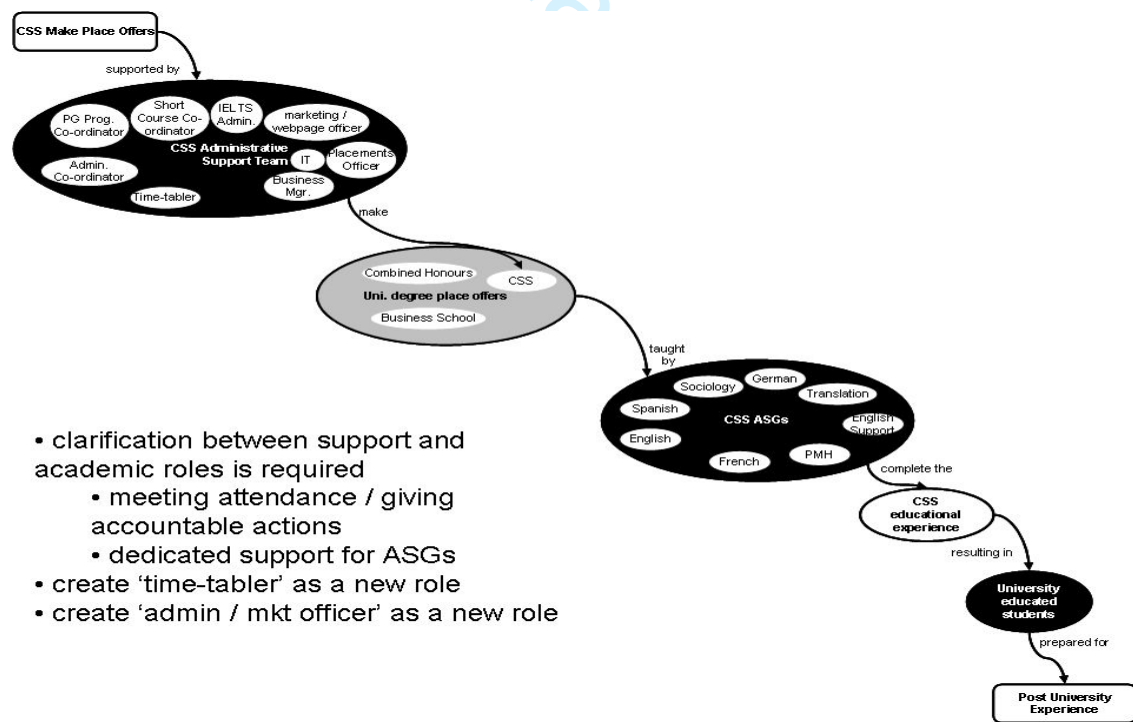 CSS Make Place Offers
supported by
PG Prog.
Co-ordinator
Short
Course Co-
ordinator
IELTS
Admin.
marketing /
webpage officer
CSS Administrative
Support Team
IT
Placements
Officer
Admin.
Co-ordinator
Business
Mgr.
Time-tabler
make
Combined Honours
CSS
Uni. degree place offers
Business School
taught
by
Sociology
German
Translation
Spanish
CSS ASGs
English
Support
English
French
PMH
complete the
CSS
educational
experience
resulting in
University
educated
students
prepared for
Post University
Experience
• clarification between support and
academic roles is required
• meeting attendance / giving
accountable actions
• dedicated support for ASGs
• create ‘time-tabler’ as a new role
• create ‘admin / mkt officer’ as a new role